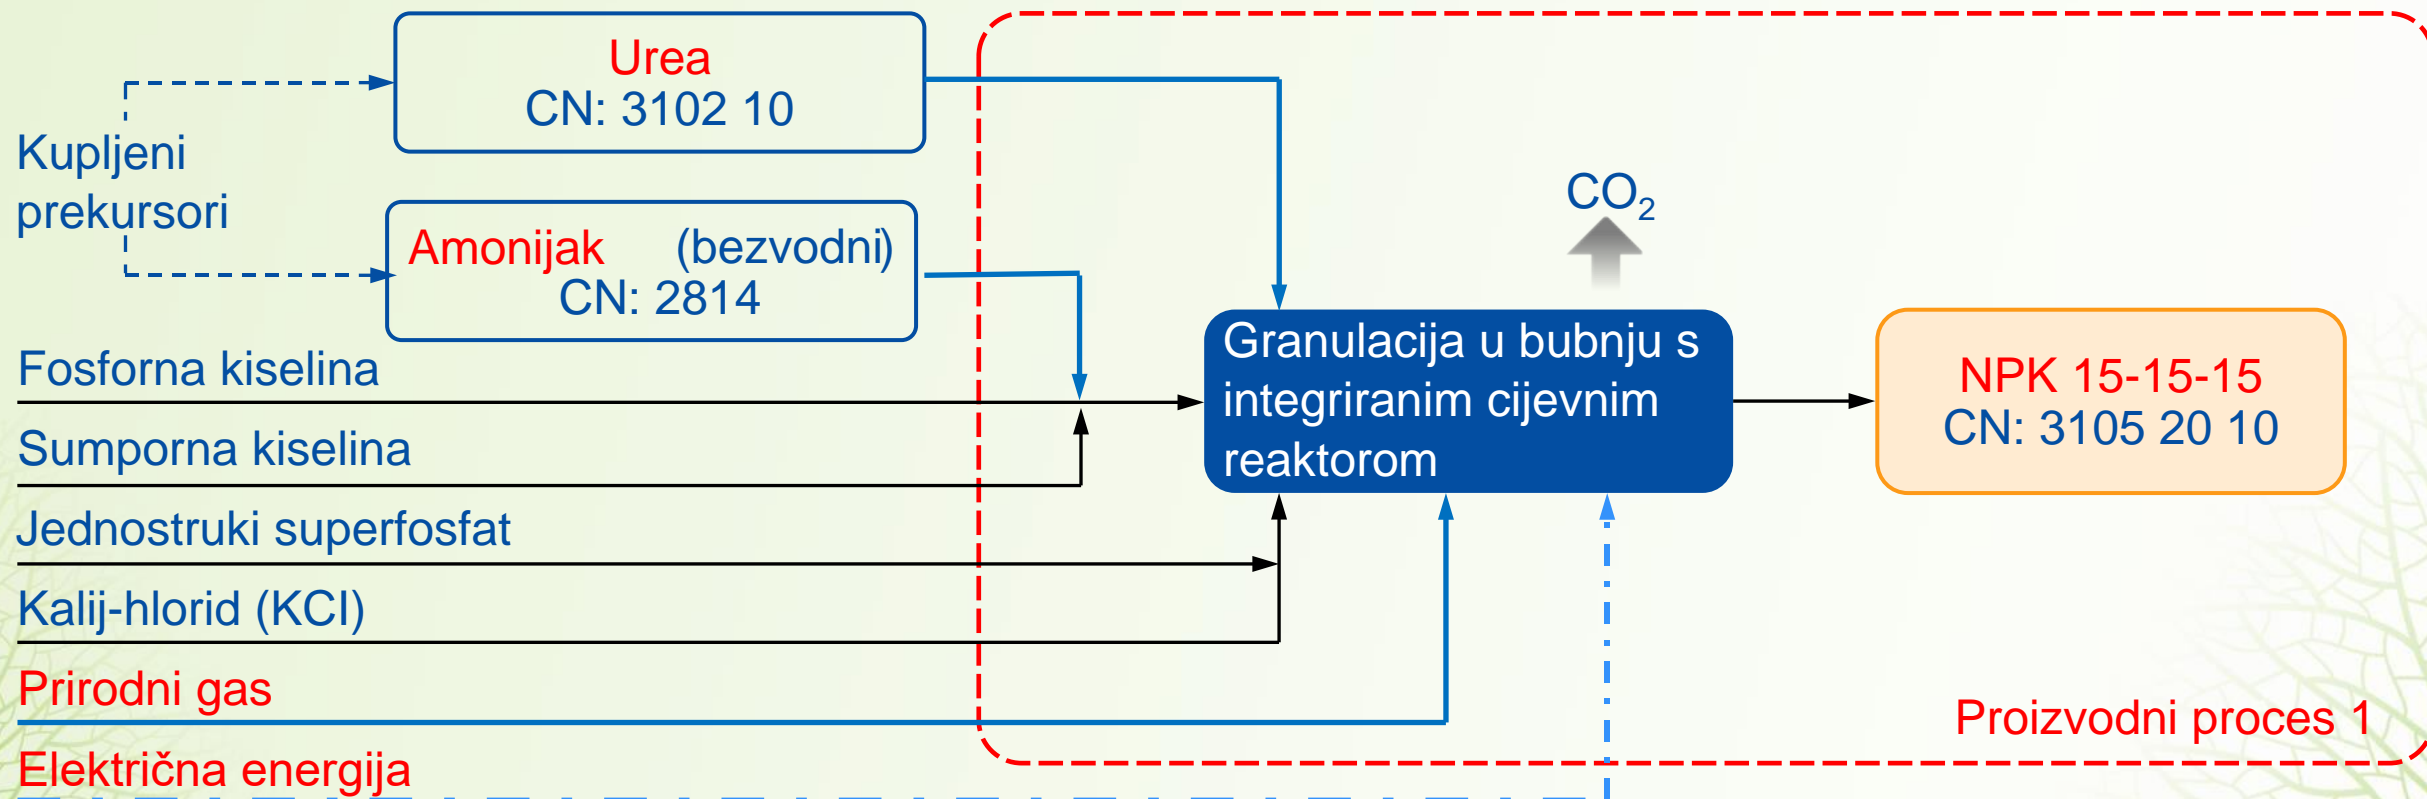 Urea
CN: 3102 10
Kupljeni
prekursori
Amonijak (bezvodni)
CN: 2814
CO₂
Fosforna kiselina
Sumporna kiselina
Jednostruki superfosfat
Kalij-hlorid (KCl)
Prirodni gas
Električna energija
Granulacija u bubnju s
integriranim cijevnim
reaktorom
NPK 15-15-15
CN: 3105 20 10
Proizvodni proces 1